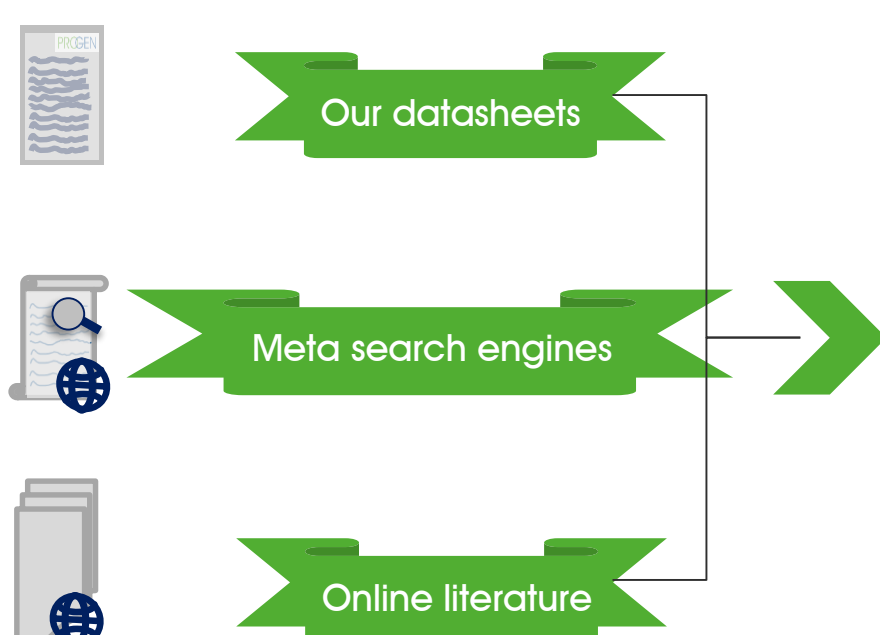 PROGEN
Our datasheets
Meta search engines
Online literature